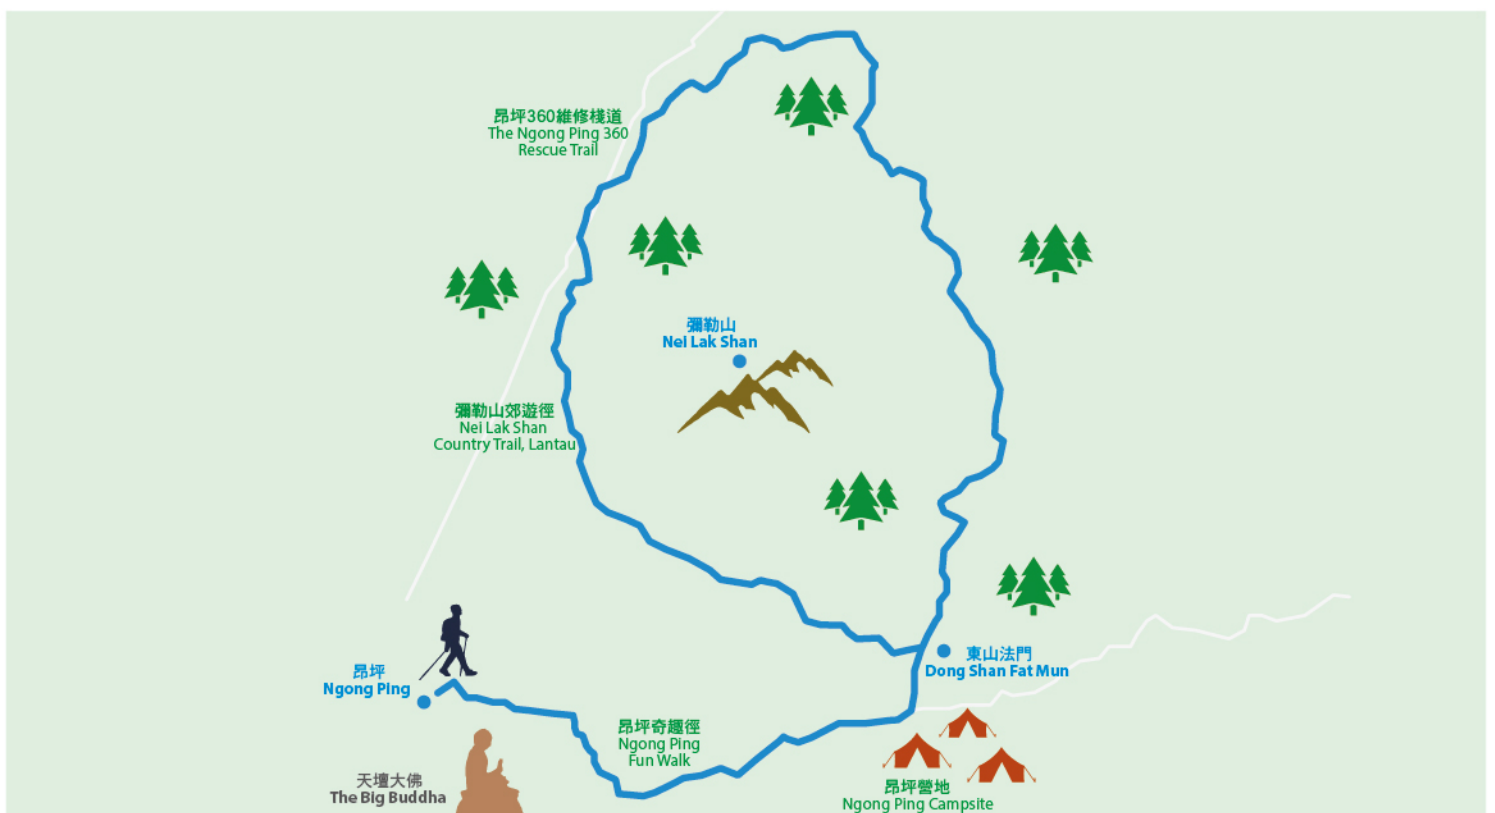 昂坪360維修棧道
The Ngong Ping 360
Rescue Trail
彌勒山
Nei Lak Shan
彌勒山郊遊徑
Nei Lak Shan
Country Trail, Lantau
東山法門
Dong Shan Fat Mun
昂坪
Ngong Ping
昂坪奇趣徑
Ngong Ping
Fun Walk
天壇大佛
The Big Buddha
昂坪營地
Ngong Ping Campsite